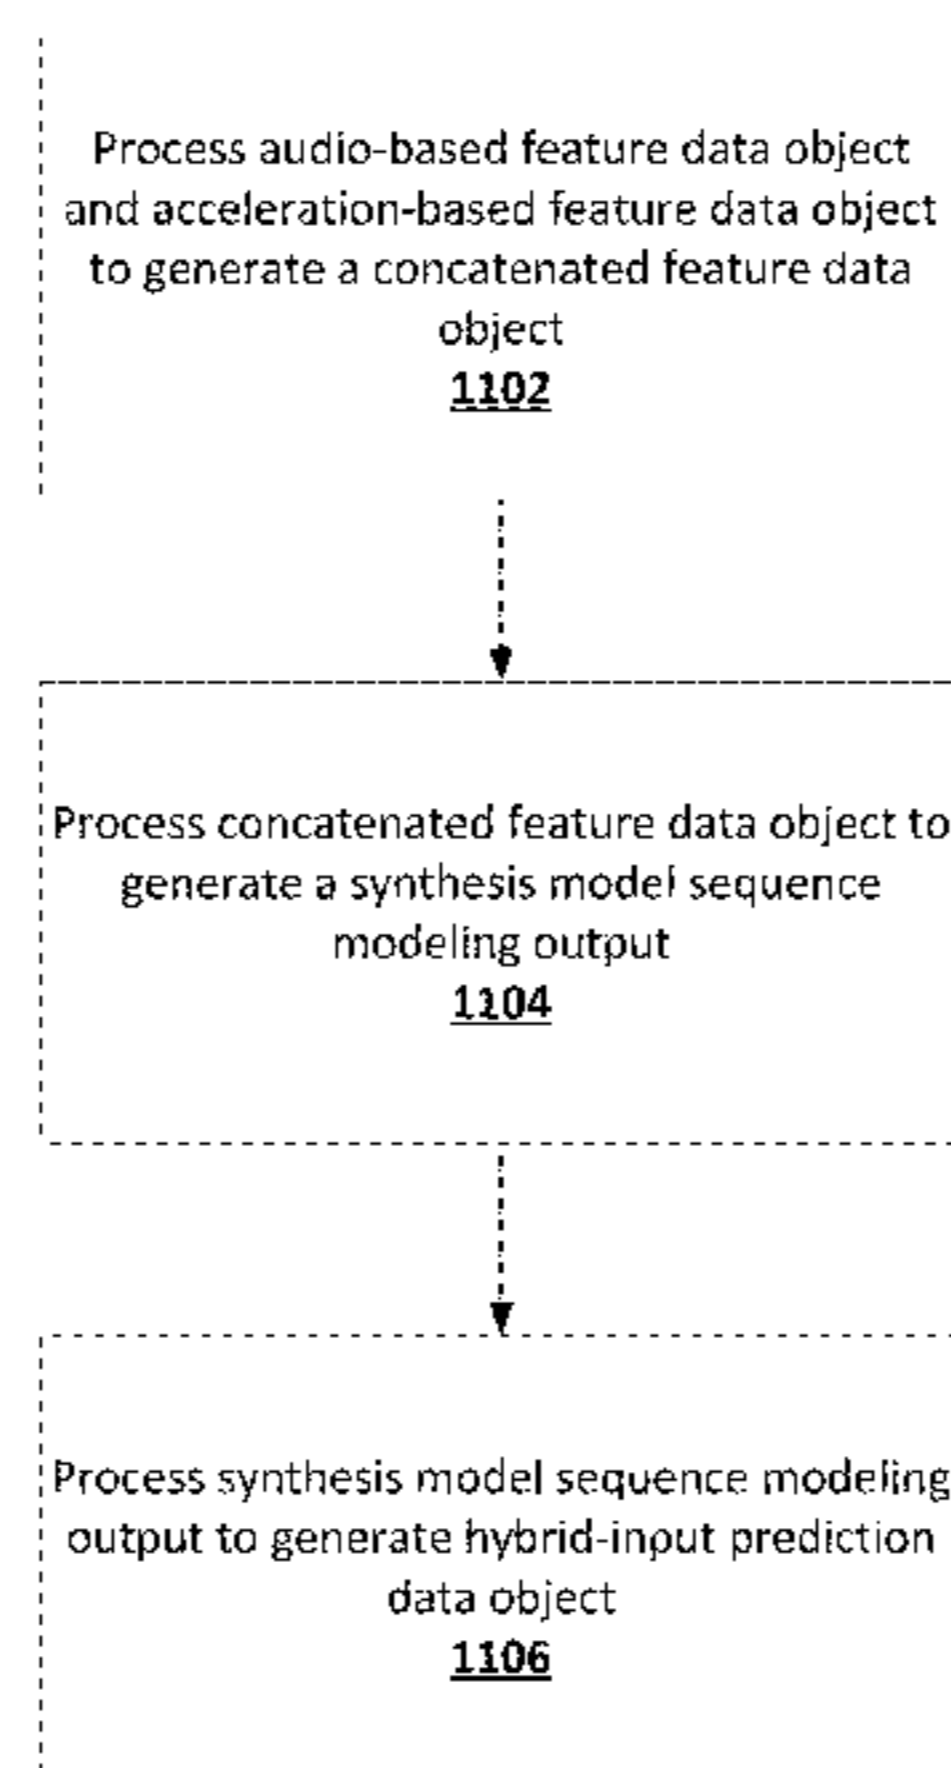 Process audio-based feature data object
and acceleration-based feature data object
to generate a concatenated feature data
object
1102
Process concatenated feature data object to
generate a synthesis model sequence
modeling output
1104
Process synthesis model sequence modeling
output to generate hybrid-input prediction
data object
1106